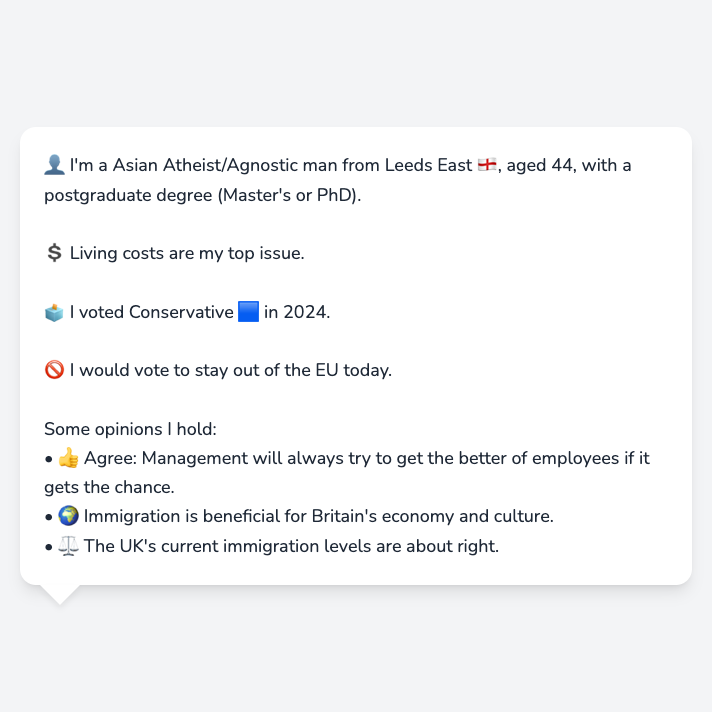 👤 I'm a Asian Atheist/Agnostic man from Leeds East 🏴󠁧󠁢󠁥󠁮󠁧󠁿, aged 44, with a
postgraduate degree (Master's or PhD).
💲 Living costs are my top issue.
🗳️ I voted Conservative 🟦 in 2024.
🚫 I would vote to stay out of the EU today.
Some opinions I hold:
• 👍 Agree: Management will always try to get the better of employees if it
gets the chance.
• 🌍 Immigration is beneficial for Britain's economy and culture.
• ⚖️ The UK's current immigration levels are about right.